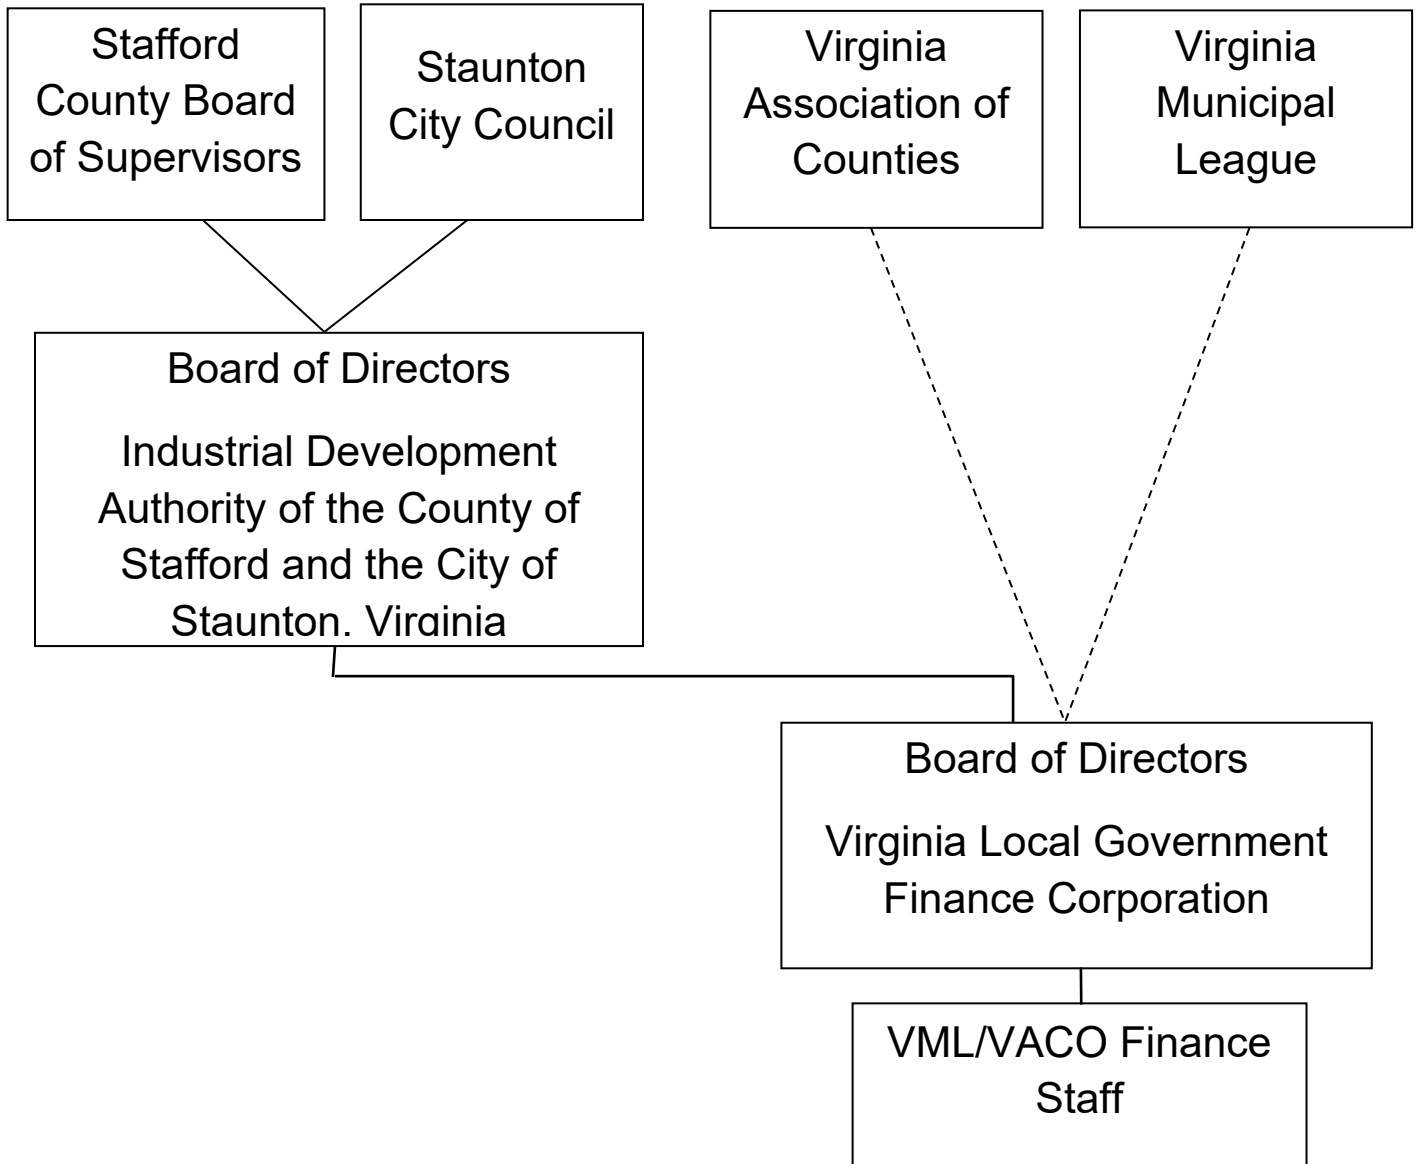 Stafford
County Board
of Supervisors
Staunton
City Council
Virginia
Association of
Counties
Virginia
Municipal
League
Board of Directors
Industrial Development
Authority of the County of
Stafford and the City of
Staunton, Virginia
Board of Directors
Virginia Local Government
Finance Corporation
VML/VACO Finance
Staff